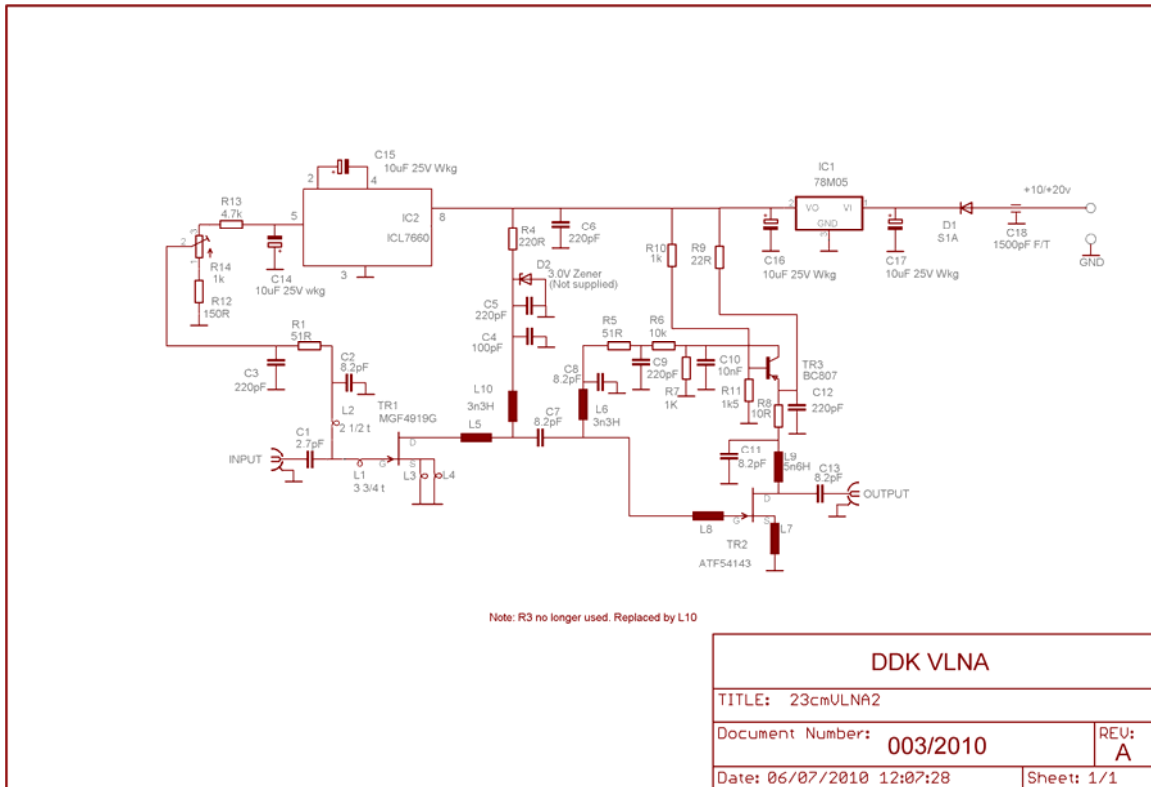 C15
10uF 25V Wkg
2
4
R13
4.7k
5
IC2
ICL7660
8
3
3
2
1
R14
1k
C14
10uF 25V wkg
R12
150R
R1
51R
C3
220pF
C2
8.2pF
L2
2 1/2 t
TR1
MGF4919G
C1
2.7pF
INPUT
L1
3 3/4 t
G
D
S
L3
L4
L5
R4
220R
C6
220pF
D2
3.0V Zener
(Not supplied)
C5
220pF
C4
100pF
L10
3n3H
C7
8.2pF
C8
8.2pF
L6
3n3H
R5
51R
R6
10k
C9
220pF
R7
1K
C10
10nF
R10
1k
R9
22R
R11
1k5
TR3
BC807
R8
10R
C12
220pF
C11
8.2pF
L9
5n6H
C13
8.2pF
OUTPUT
L8
G
D
S
L7
TR2
ATF54143
IC1
78M05
2
VO
VI
1
GND
3
C16
10uF 25V Wkg
C17
10uF 25V Wkg
D1
S1A
+10/+20v
C18
1500pF F/T
GND
Note: R3 no longer used. Replaced by L10
DDK VLNA
TITLE: 23cmVLNA2
Document Number: 003/2010
REV: A
Date: 06/07/2010 12:07:28
Sheet: 1/1